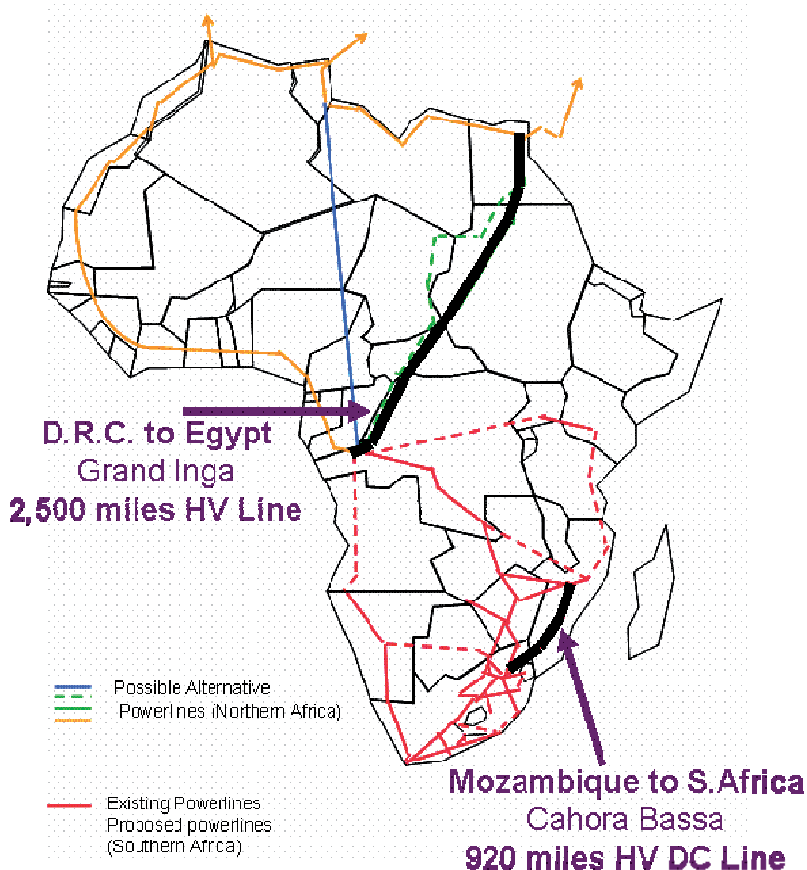 D.R.C. to Egypt
Grand Inga
2,500 miles HV Line
Possible Alternative
Powerlines (Northern Africa)
Existing Powerlines
Proposed powerlines
(Southern Africa)
Mozambique to S.Africa
Cahora Bassa
920 miles HV DC Line